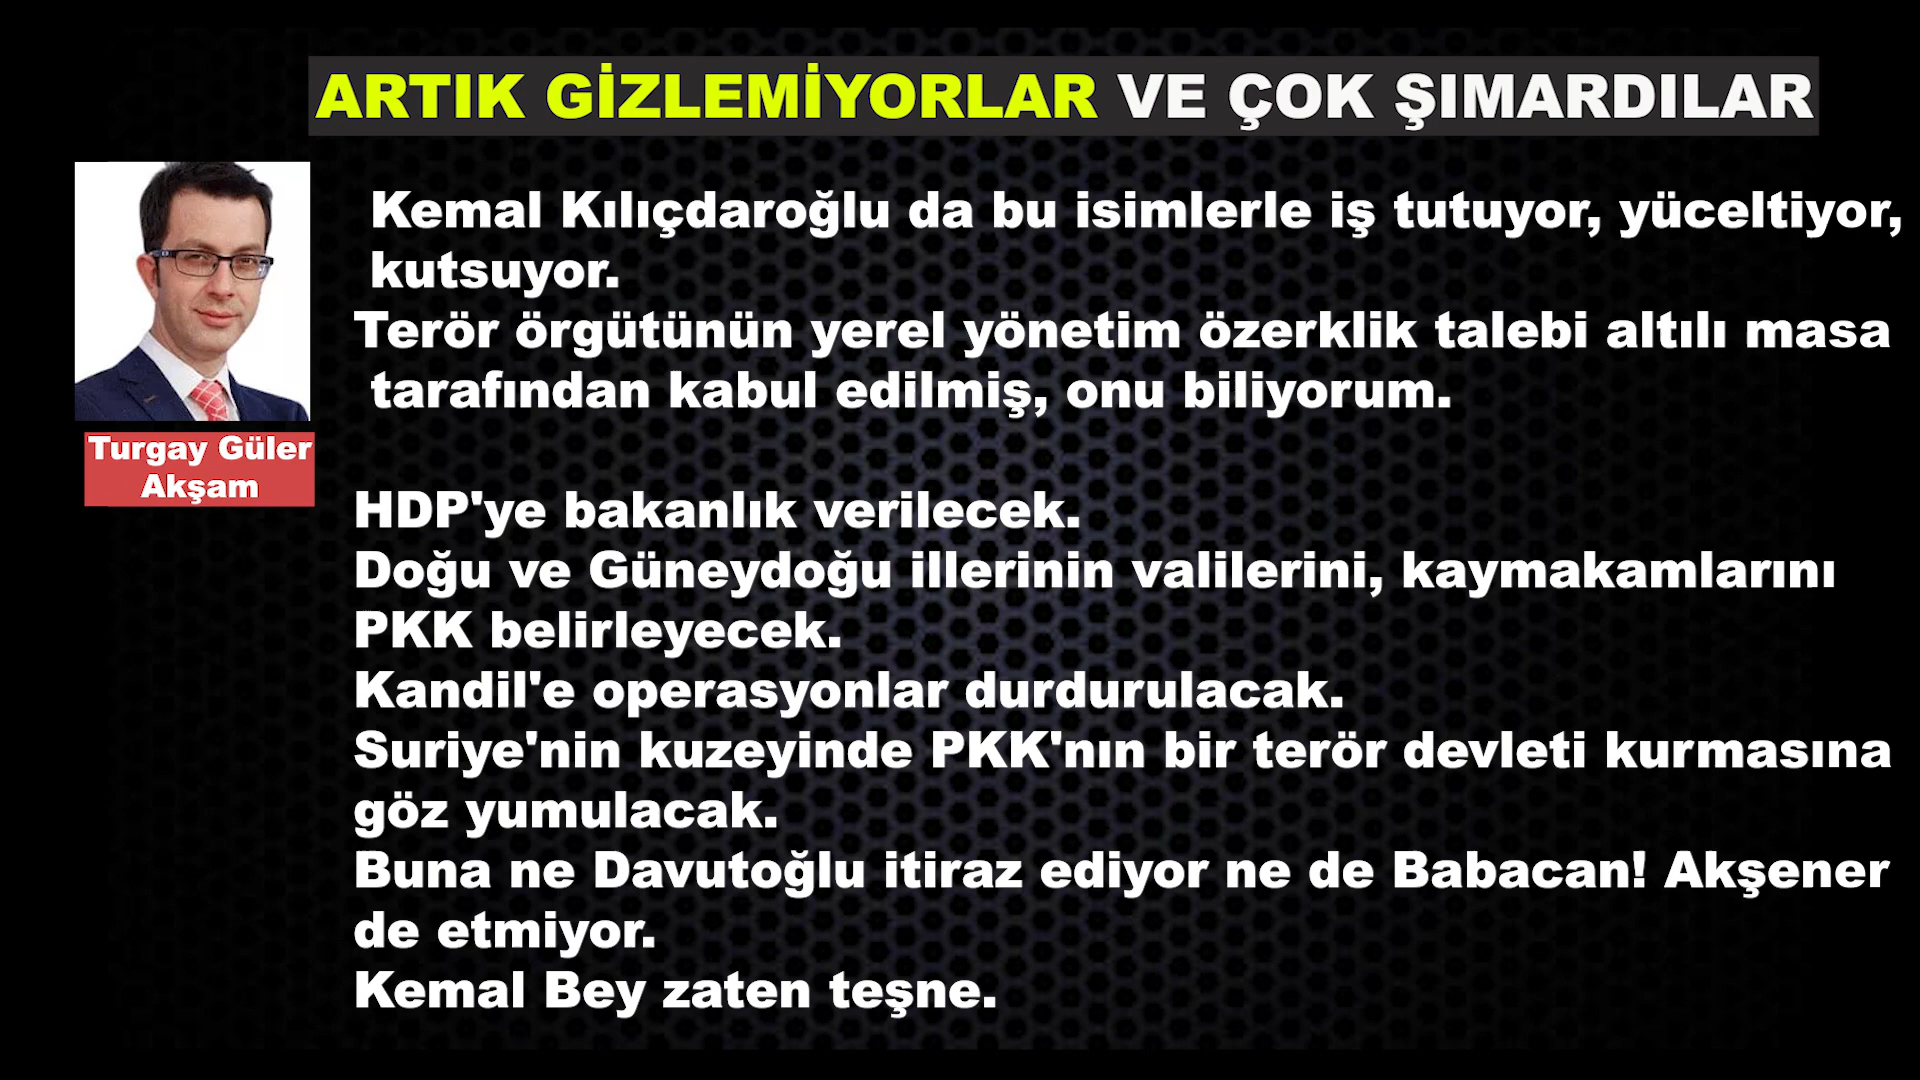 ARTIK GİZLEMİYORLAR VE ÇOK ŞIMARDILAR
Turgay Güler
Akşam
Kemal Kılıçdaroğlu da bu isimlerle iş tutuyor, yüceltiyor,
kutsuyor.
Terör örgütünün yerel yönetim özerklik talebi altılı masa
tarafından kabul edilmiş, onu biliyorum.
HDP'ye bakanlık verilecek.
Doğu ve Güneydoğu illerinin valilerini, kaymakamlarını
PKK belirleyecek.
Kandil'e operasyonlar durdurulacak.
Suriye'nin kuzeyinde PKK'nın bir terör devleti kurmasına
göz yumulacak.
Buna ne Davutoğlu itiraz ediyor ne de Babacan! Akşener
de etmiyor.
Kemal Bey zaten teşne.